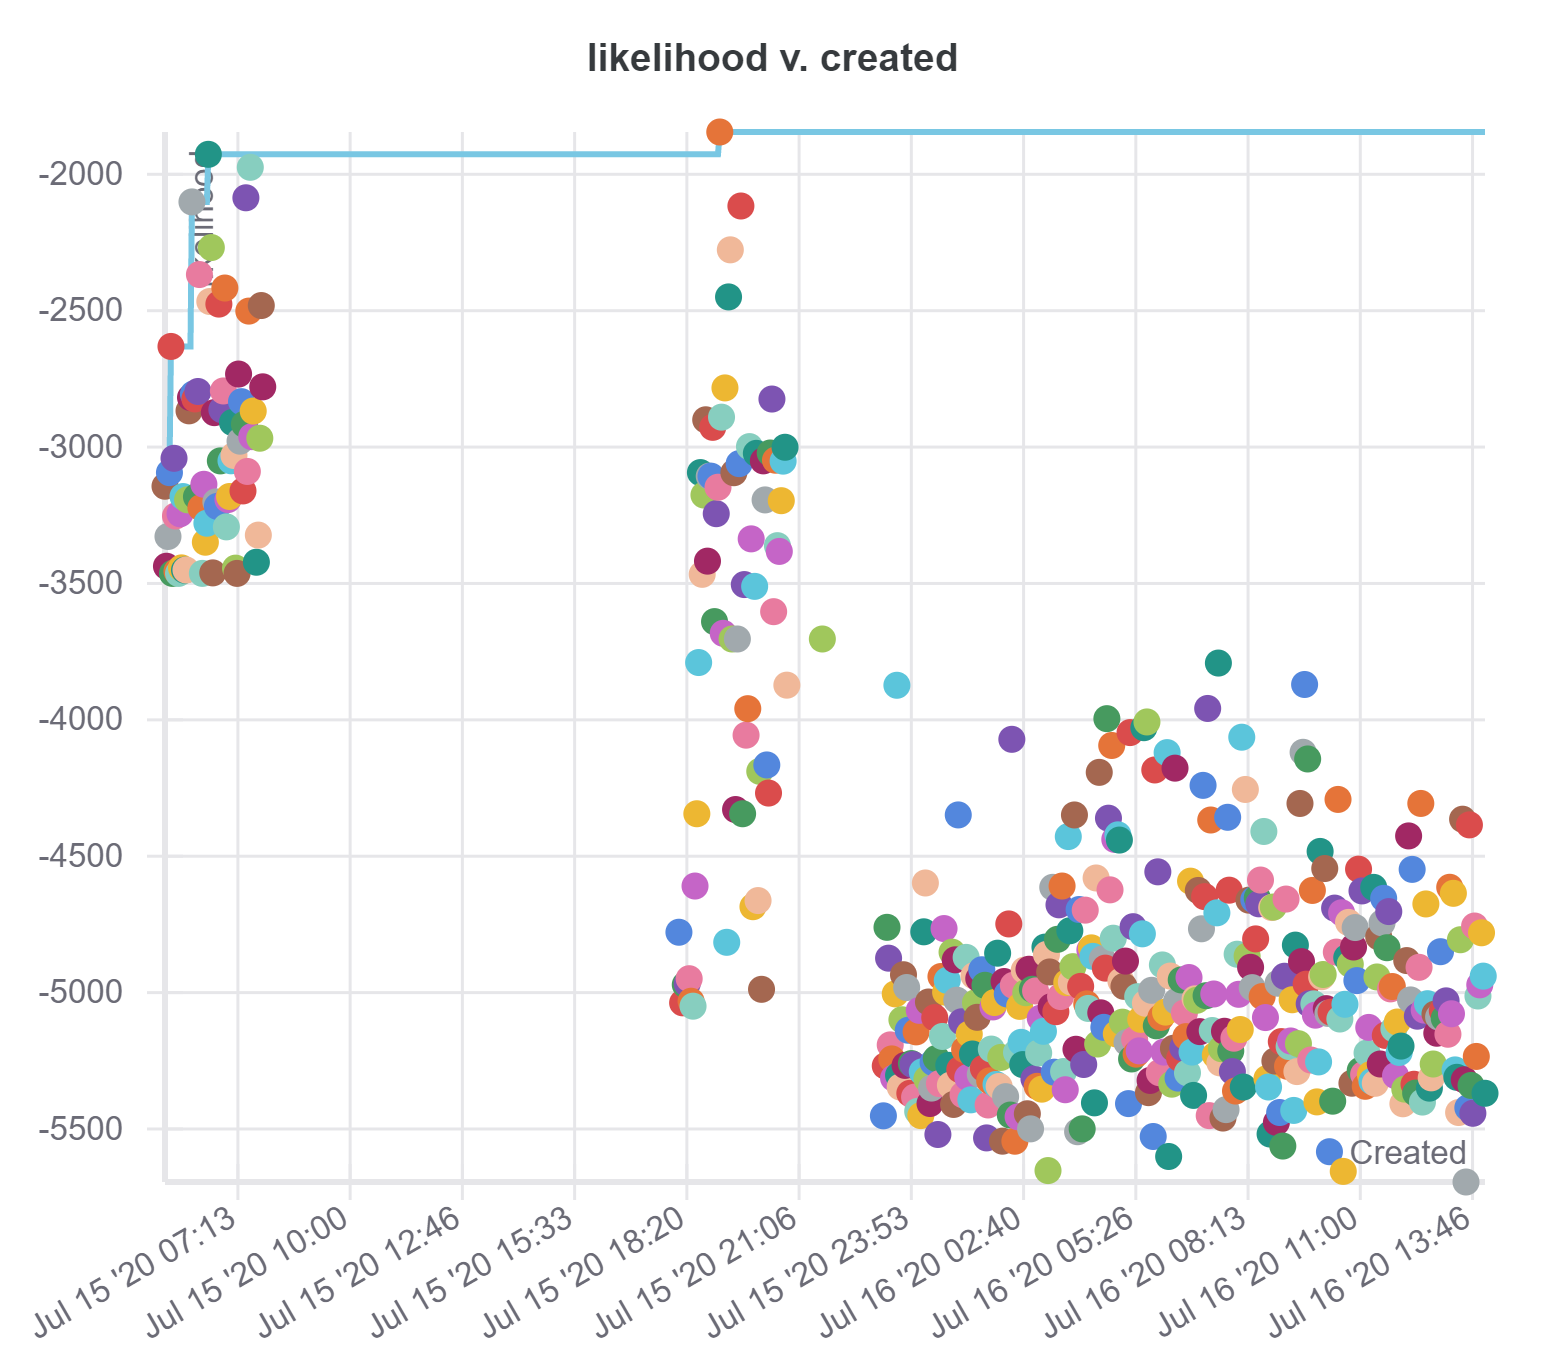 likelihood v. created
-2000
-2500
-3000
-3500
-4000
-4500
-5000
-5500
Created
Jul 15 '20 07:13
Jul 15 '20 10:00
Jul 15 '20 12:46
Jul 15 '20 15:33
Jul 15 '20 18:20
Jul 15 '20 21:06
Jul 15 '20 23:53
Jul 16 '20 02:40
Jul 16 '20 05:26
Jul 16 '20 08:13
Jul 16 '20 11:00
Jul 16 '20 13:46